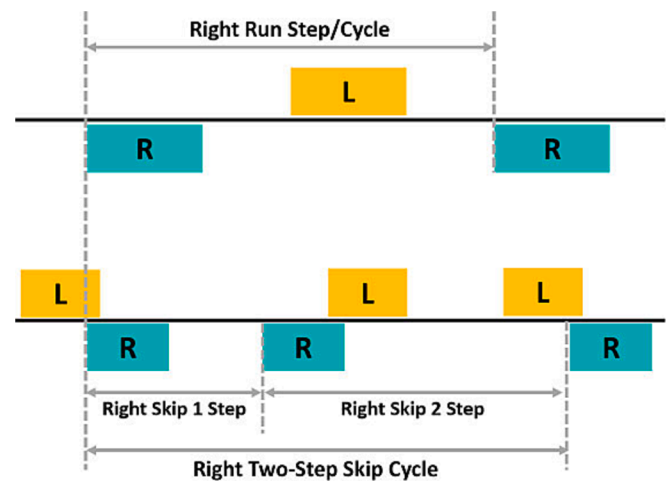 Right Run Step/Cycle
L
R
R
L
L
L
R
R
R
Right Skip 1 Step
Right Skip 2 Step
Right Two-Step Skip Cycle